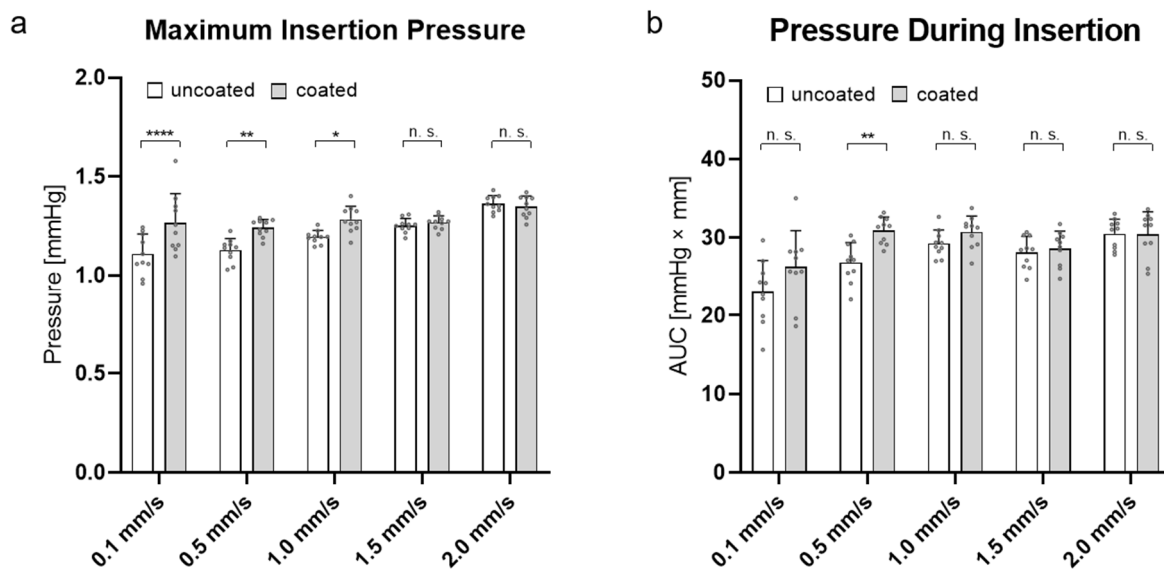 a
Maximum Insertion Pressure
uncoated coated
2.0
1.5
1.0
0.5
0.0
Pressure [mmHg]
**** ** * n. s. n. s.
0.1 mm/s 0.5 mm/s 1.0 mm/s 1.5 mm/s 2.0 mm/s
b
Pressure During Insertion
uncoated coated
50
40
30
20
10
0
AUC [mmHg × mm]
n. s. ** n. s. n. s. n. s.
0.1 mm/s 0.5 mm/s 1.0 mm/s 1.5 mm/s 2.0 mm/s